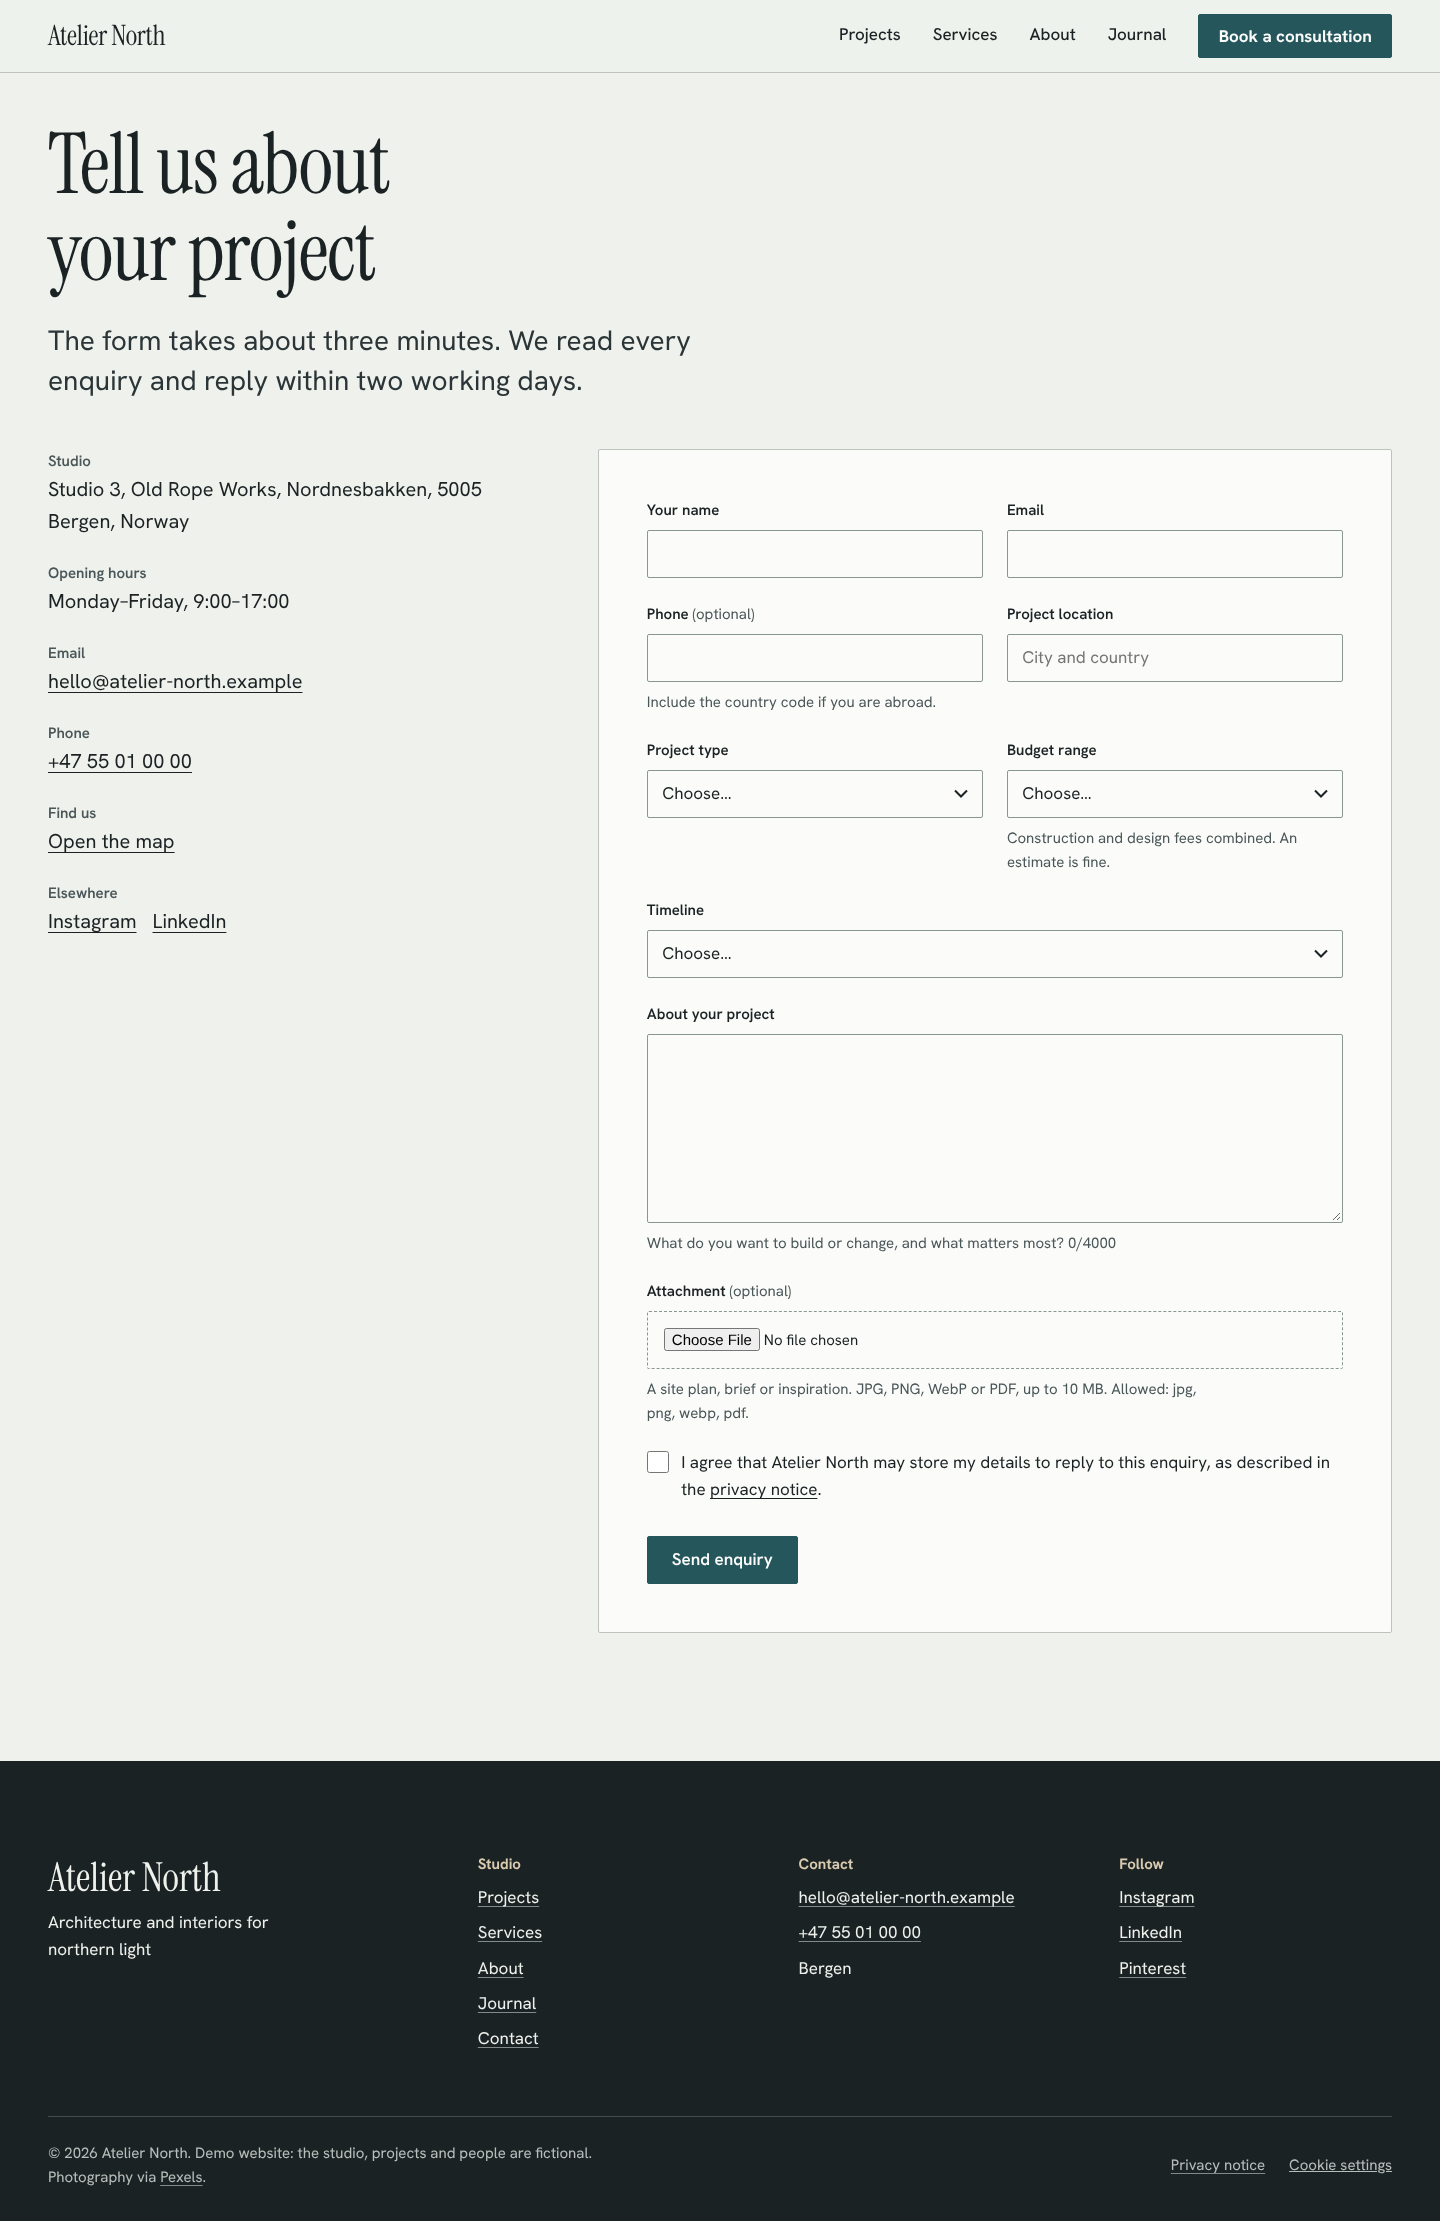 Atelier North
Projects
Services
About
Journal
Book a consultation
Tell us about
your project
The form takes about three minutes. We read every
enquiry and reply within two working days.
Studio
Studio 3, Old Rope Works, Nordnesbakken, 5005
Bergen, Norway
Opening hours
Monday–Friday, 9:00–17:00
Email
hello@atelier-north.example
Phone
+47 55 01 00 00
Find us
Open the map
Elsewhere
Instagram LinkedIn
Your name
Email
Phone (optional)
Include the country code if you are abroad.
Project location
City and country
Project type
Choose...
Budget range
Choose...
Construction and design fees combined. An
estimate is fine.
Timeline
Choose...
About your project
What do you want to build or change, and what matters most? 0/4000
Attachment (optional)
Choose File No file chosen
A site plan, brief or inspiration. JPG, PNG, WebP or PDF, up to 10 MB. Allowed: jpg,
png, webp, pdf.
I agree that Atelier North may store my details to reply to this enquiry, as described in
the privacy notice.
Send enquiry
Atelier North
Architecture and interiors for
northern light
Studio
Projects
Services
About
Journal
Contact
Contact
hello@atelier-north.example
+47 55 01 00 00
Bergen
Follow
Instagram
LinkedIn
Pinterest
© 2026 Atelier North. Demo website: the studio, projects and people are fictional.
Photography via Pexels.
Privacy notice
Cookie settings